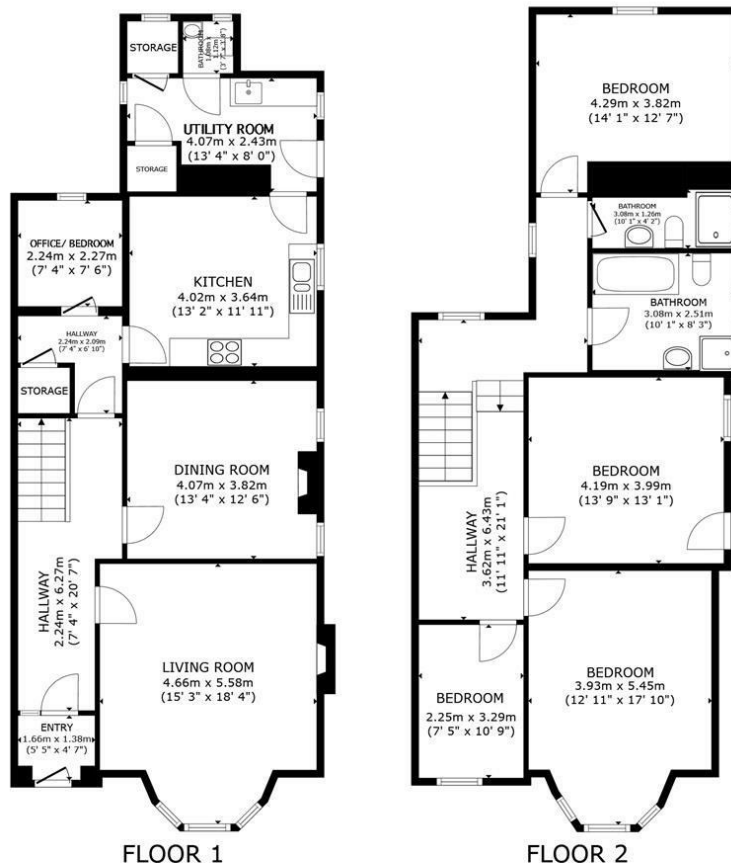 STORAGE
BATHROOM
1.08m x 1.12m
UTILITY ROOM
4.07m x 2.43m
(13' 4" x 8' 0")
STORAGE
OFFICE/ BEDROOM
2.24m x 2.27m
(7' 4" x 7' 6")
KITCHEN
4.02m x 3.64m
(13' 2" x 11' 11")
HALLWAY
2.24m x 2.09m
(7' 4" x 6' 10")
STORAGE
DINING ROOM
4.07m x 3.82m
(13' 4" x 12' 6")
HALLWAY
2.24m x 6.27m
(7' 4" x 20' 7")
LIVING ROOM
4.66m x 5.58m
(15' 3" x 18' 4")
ENTRY
1.66m x 1.38m
(5' 5" x 4' 7")
FLOOR 1
BEDROOM
4.29m x 3.82m
(14' 1" x 12' 7")
BATHROOM
3.08m x 1.26m
(10' 1" x 4' 2")
BATHROOM
3.08m x 2.51m
(10' 1" x 8' 3")
BEDROOM
4.19m x 3.99m
(13' 9" x 13' 1")
HALLWAY
3.62m x 6.43m
(11' 11" x 21' 1")
BEDROOM
3.93m x 5.45m
(12' 11" x 17' 10")
BEDROOM
2.25m x 3.29m
(7' 5" x 10' 9")
FLOOR 2